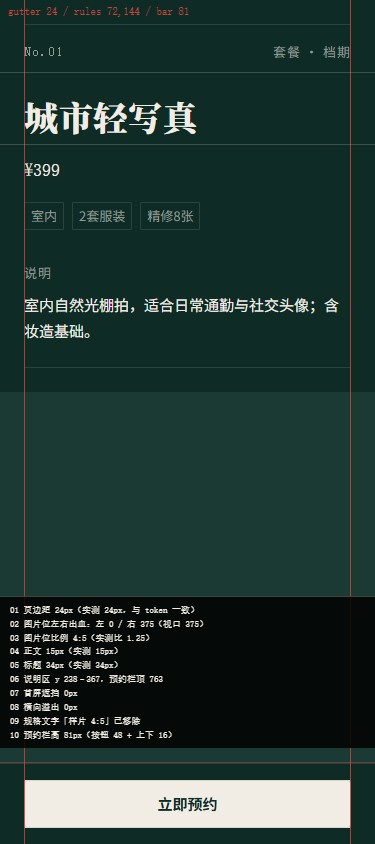 gutter 24 / rules 72,144 / bar 81
No.01
套餐 · 档期
城市轻写真
¥399
室内
2套服装
精修8张
说明
室内自然光棚拍，适合日常通勤与社交头像；含
妆造基础。
01 页边距 24px（实测 24px，与 token 一致）
02 图片位左右出血：左 0 / 右 375（视口 375）
03 图片位比例 4:5（实测比 1.25）
04 正文 15px（实测 15px）
05 标题 34px（实测 34px）
06 说明区 y 238–367，预约栏顶 763
07 首屏遮挡 0px
08 横向溢出 0px
09 规格文字「样片 4:5」已移除
10 预约栏高 81px（按钮 48 + 上下 16）
立即预约